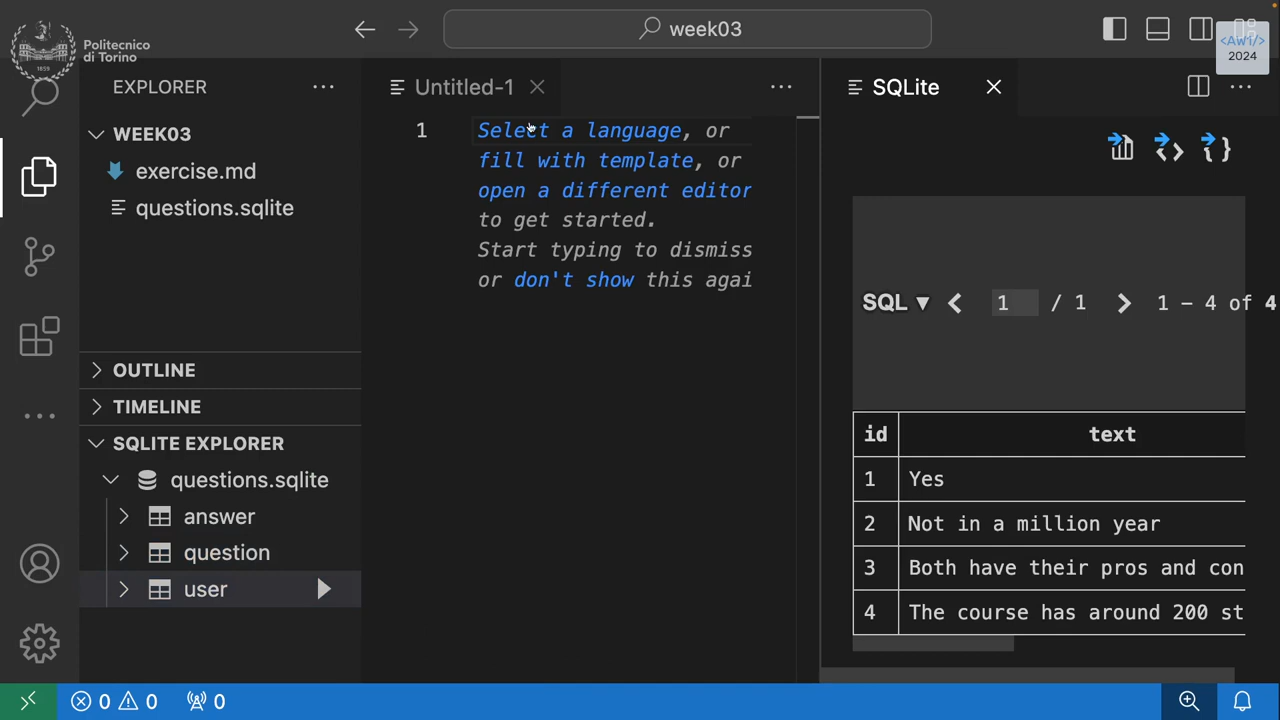 week03
Politecnico
di Torino
1859
<Aw1/>
2024
EXPLORER
Untitled-1
SQLite
WEEK03
exercise.md
questions.sqlite
1
Select a language, or
fill with template, or
open a different editor
to get started.
Start typing to dismiss
or don't show this agai
SQL ▼
1
/ 1
1 – 4 of 4
id
text
1
Yes
2
Not in a million year
3
Both have their pros and con
4
The course has around 200 st
OUTLINE
TIMELINE
SQLITE EXPLORER
questions.sqlite
answer
question
user
0
0
0